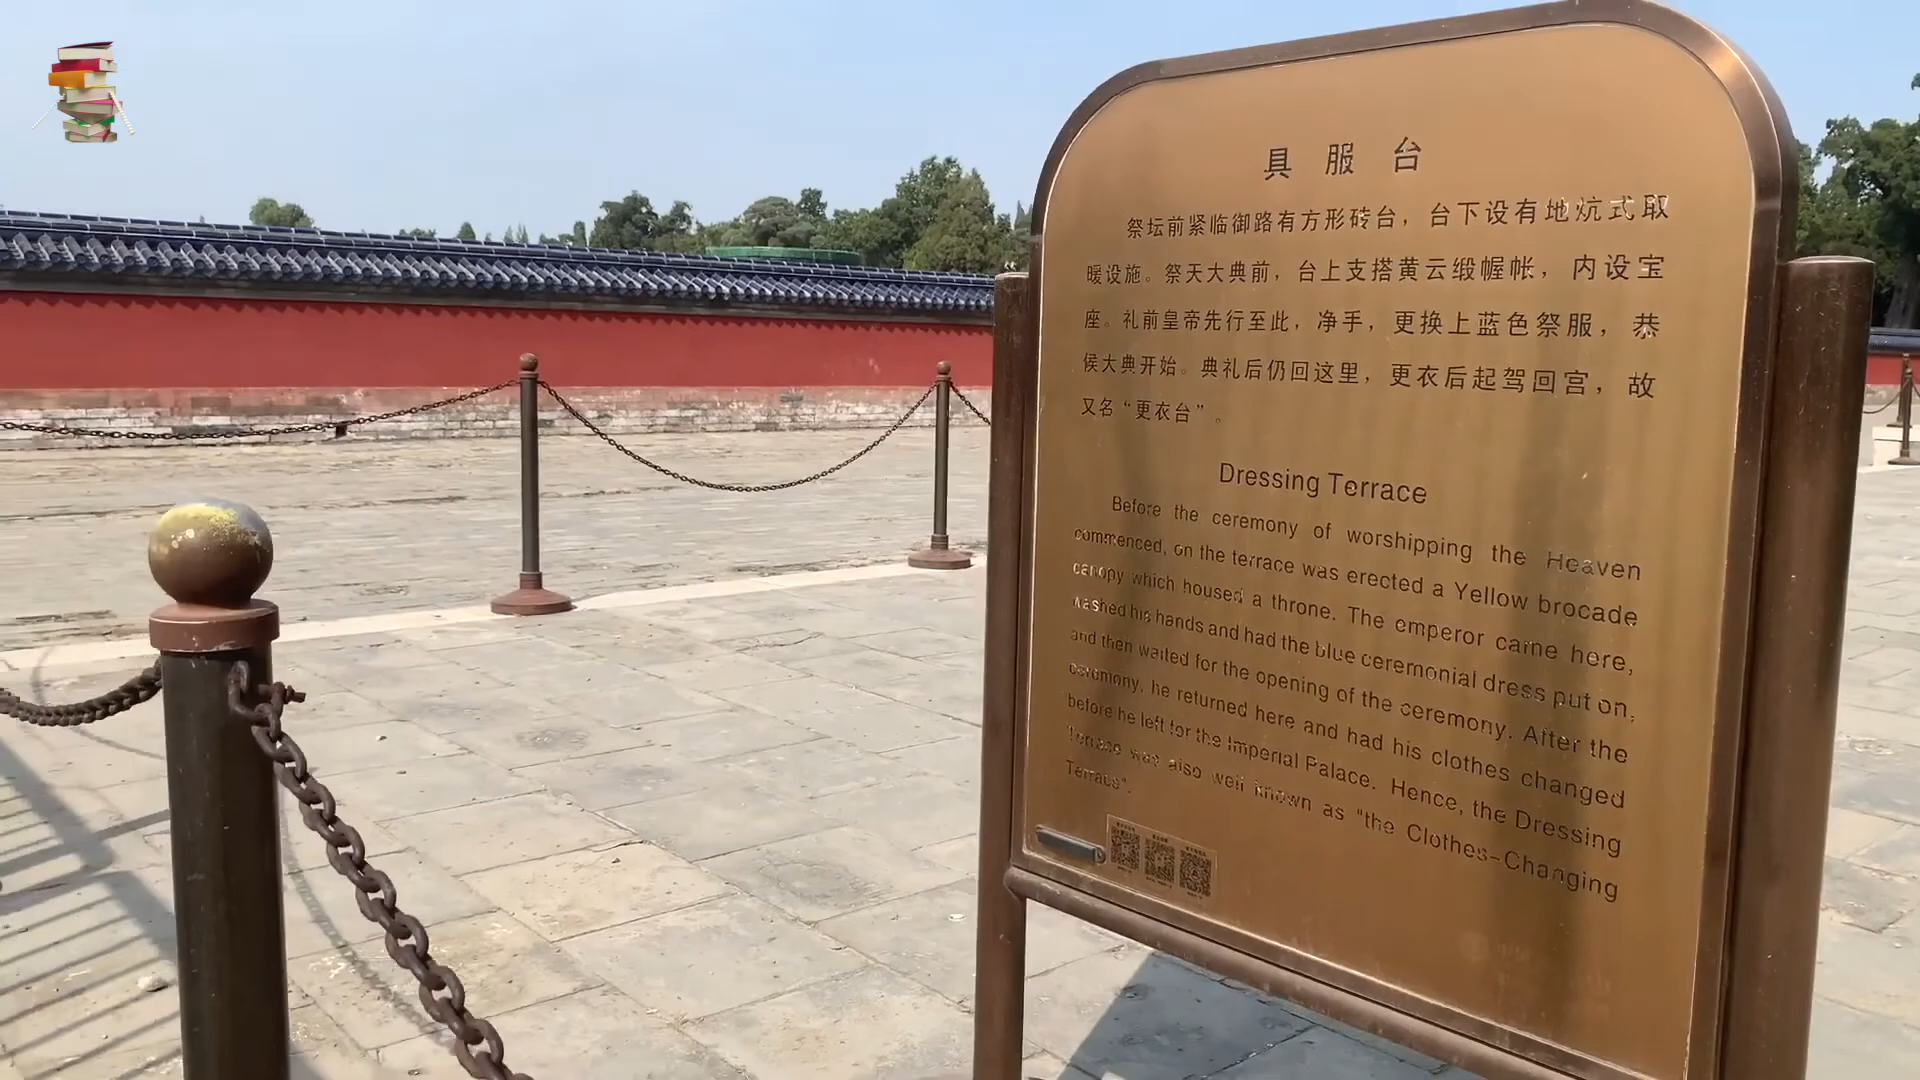 具服台
祭坛前紧临御路有方形砖台，台下设有地炕式取
暖设施。祭天大典前，台上支搭黄云缎幄帐，内设宝
座。礼前皇帝先行至此，净手，更换上蓝色祭服，恭
侯大典开始。典礼后仍回这里，更衣后起驾回宫，故
又名“更衣台”。
Dressing Terrace
Before the ceremony of worshipping the Heaven
commenced, on the terrace was erected a Yellow brocade
canopy which housed a throne. The emperor came here,
washed his hands and had the blue ceremonial dress put on,
and then waited for the opening of the ceremony. After the
ceremony, he returned here and had his clothes changed
before he left for the Imperial Palace. Hence, the Dressing
Terrace was also well known as "the Clothes-Changing
Terrace".